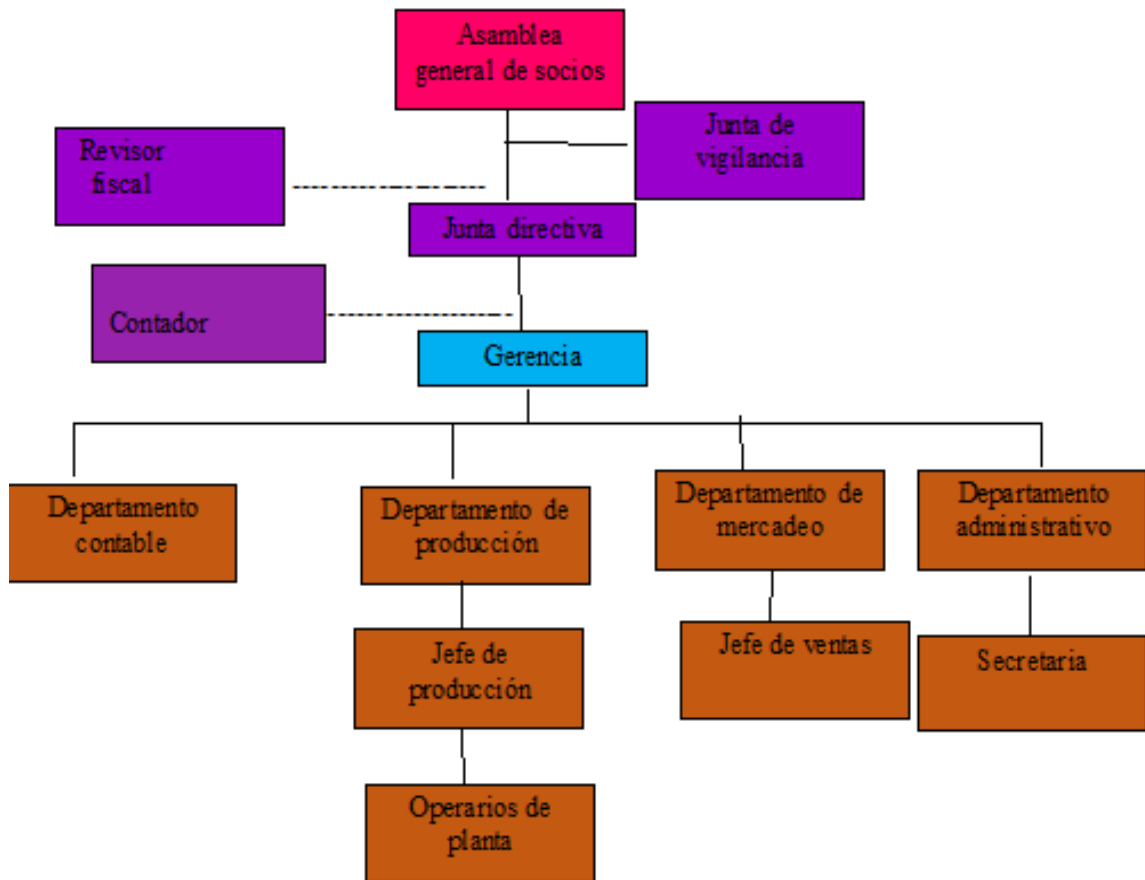 Asamblea
general de socios
Junta de
vigilancia
Revisor
fiscal
Junta directiva
Contador
Gerencia
Departamento
contable
Departamento de
producción
Departamento de
mercadeo
Departamento
administrativo
Jefe de
producción
Jefe de ventas
Secretaria
Operarios de
planta